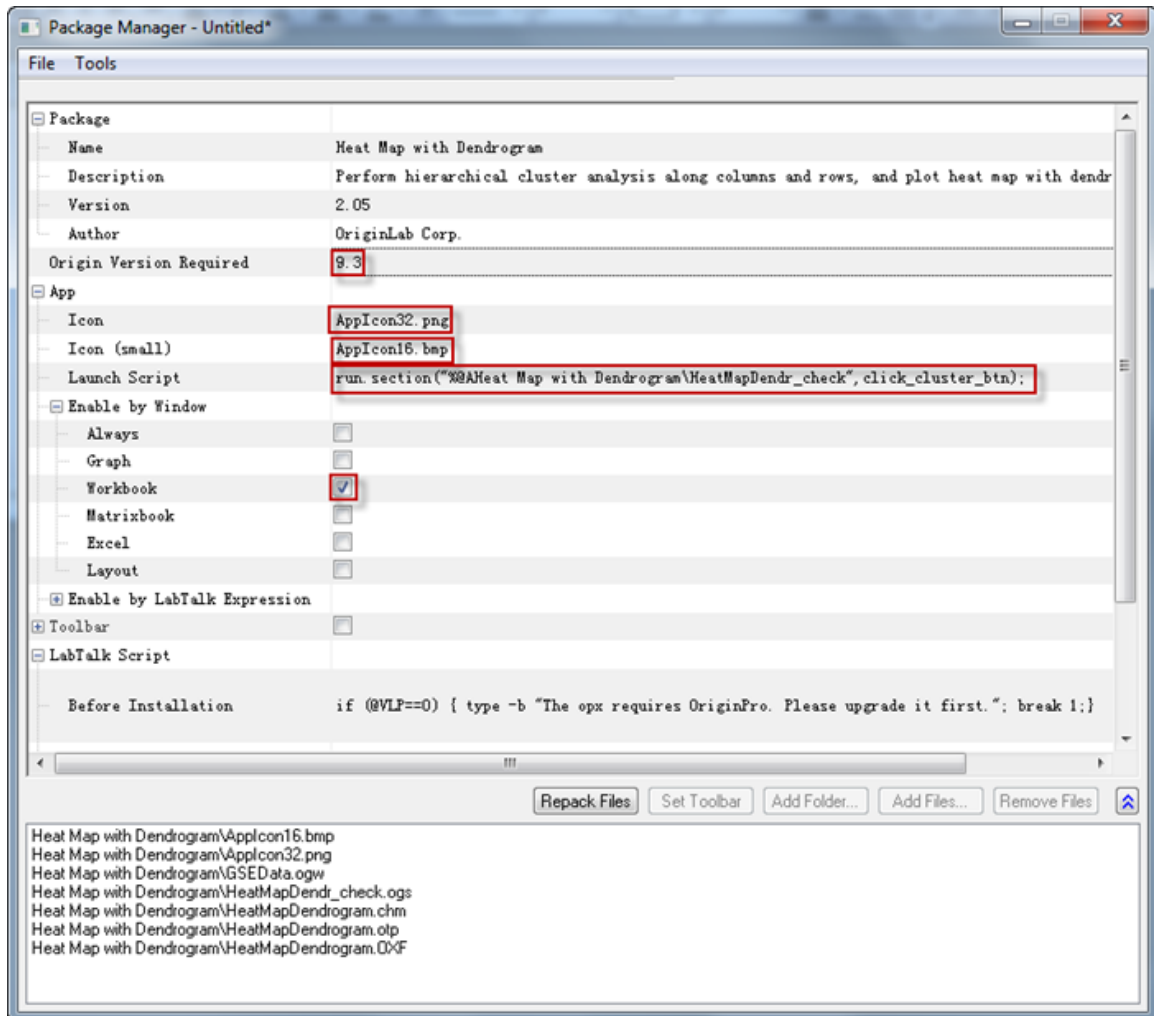 Package Manager - Untitled*
File Tools
Package
Name Heat Map with Dendrogram
Description Perform hierarchical cluster analysis along columns and rows, and plot heat map with dendr
Version 2.05
Author OriginLab Corp.
Origin Version Required 9.3
App
Icon AppIcon32.png
Icon (small) AppIcon16.bmp
Launch Script run.section("%@AHeat Map with Dendrogram\HeatMapDendr_check",click_cluster_btn);
Enable by Window
Always
Graph
Workbook
Matrixbook
Excel
Layout
Enable by LabTalk Expression
Toolbar
LabTalk Script
Before Installation if (@VLP==0) { type -b "The opx requires OriginPro. Please upgrade it first."; break 1;}
Repack Files Set Toolbar Add Folder... Add Files... Remove Files
Heat Map with Dendrogram\AppIcon16.bmp
Heat Map with Dendrogram\AppIcon32.png
Heat Map with Dendrogram\GSEData.ogw
Heat Map with Dendrogram\HeatMapDendr_check.ogs
Heat Map with Dendrogram\HeatMapDendrogram.chm
Heat Map with Dendrogram\HeatMapDendrogram.otp
Heat Map with Dendrogram\HeatMapDendrogram.OXF